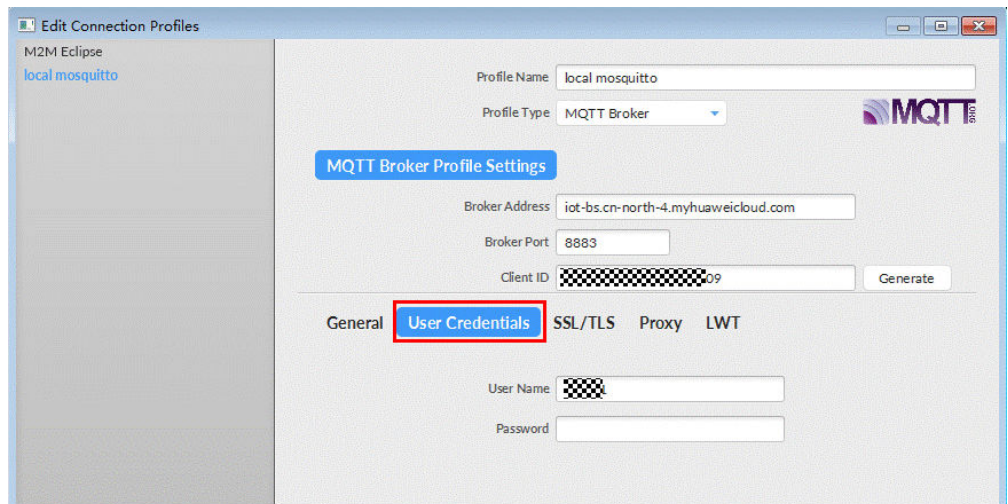 Edit Connection Profiles
M2M Eclipse
local mosquitto
Profile Name local mosquitto
Profile Type MQTT Broker
MQTT.ORG
MQTT Broker Profile Settings
Broker Address iot-bs.cn-north-4.myhuaweicloud.com
Broker Port 8883
Client ID 09 Generate
General User Credentials SSL/TLS Proxy LWT
User Name
Password